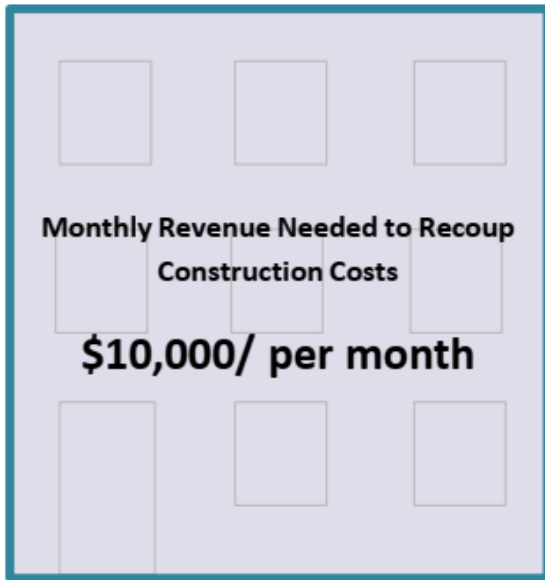 Monthly Revenue Needed to Recoup
Construction Costs
$10,000/ per month